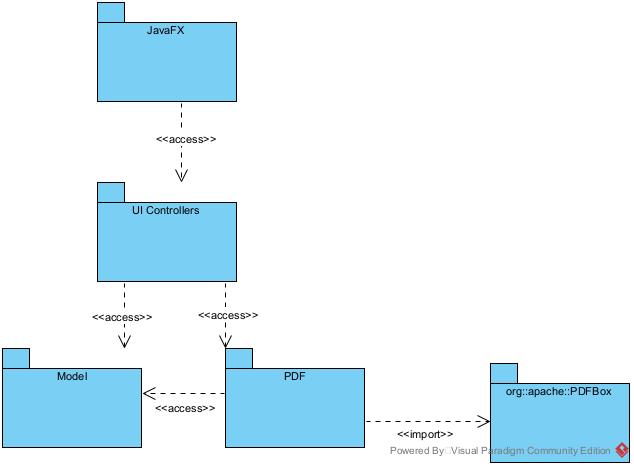 JavaFX
<<access>>
UI Controllers
<<access>>
<<access>>
Model
PDF
org::apache::PDFBox
<<access>>
<<import>>
Powered By Visual Paradigm Community Edition